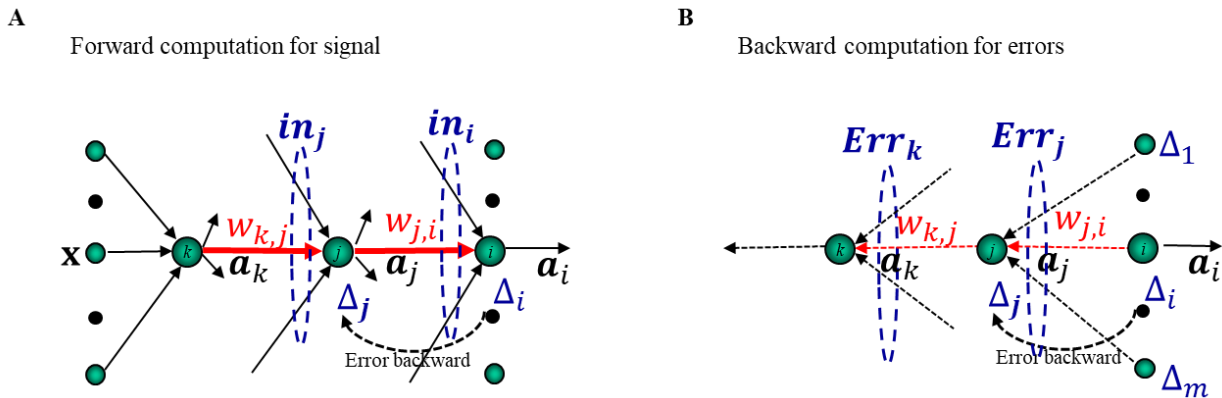 A
Forward computation for signal
in_j
in_i
w_{k,j}
w_{j,i}
x
k
j
i
a_k
a_j
a_i
Δ_j
Δ_i
Error backward
B
Backward computation for errors
Err_k
Err_j
Δ_1
w_{k,j}
w_{j,i}
k
j
i
a_k
a_j
a_i
Δ_j
Δ_i
Error backward
Δ_m